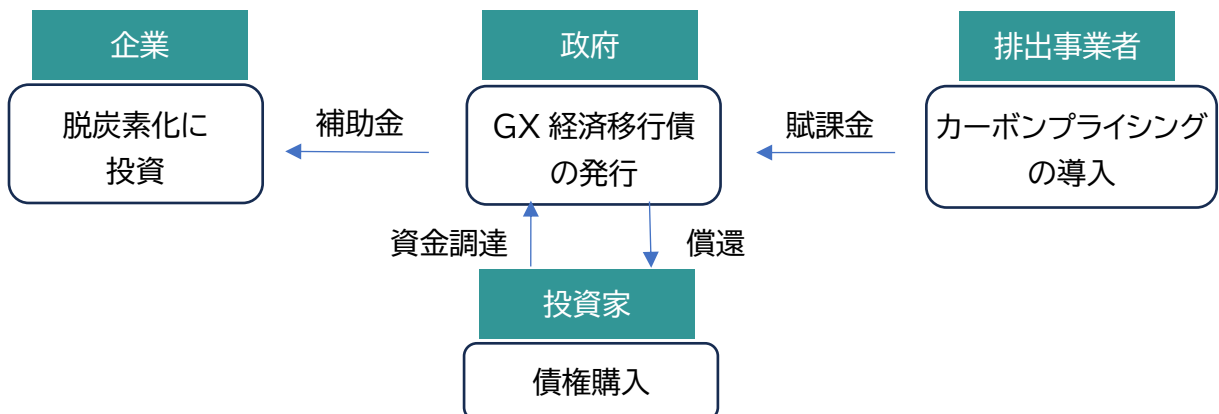 企業
政府
排出事業者
脱炭素化に
投資
補助金
GX 経済移行債
の発行
賦課金
カーボンプライシング
の導入
資金調達
償還
投資家
債権購入